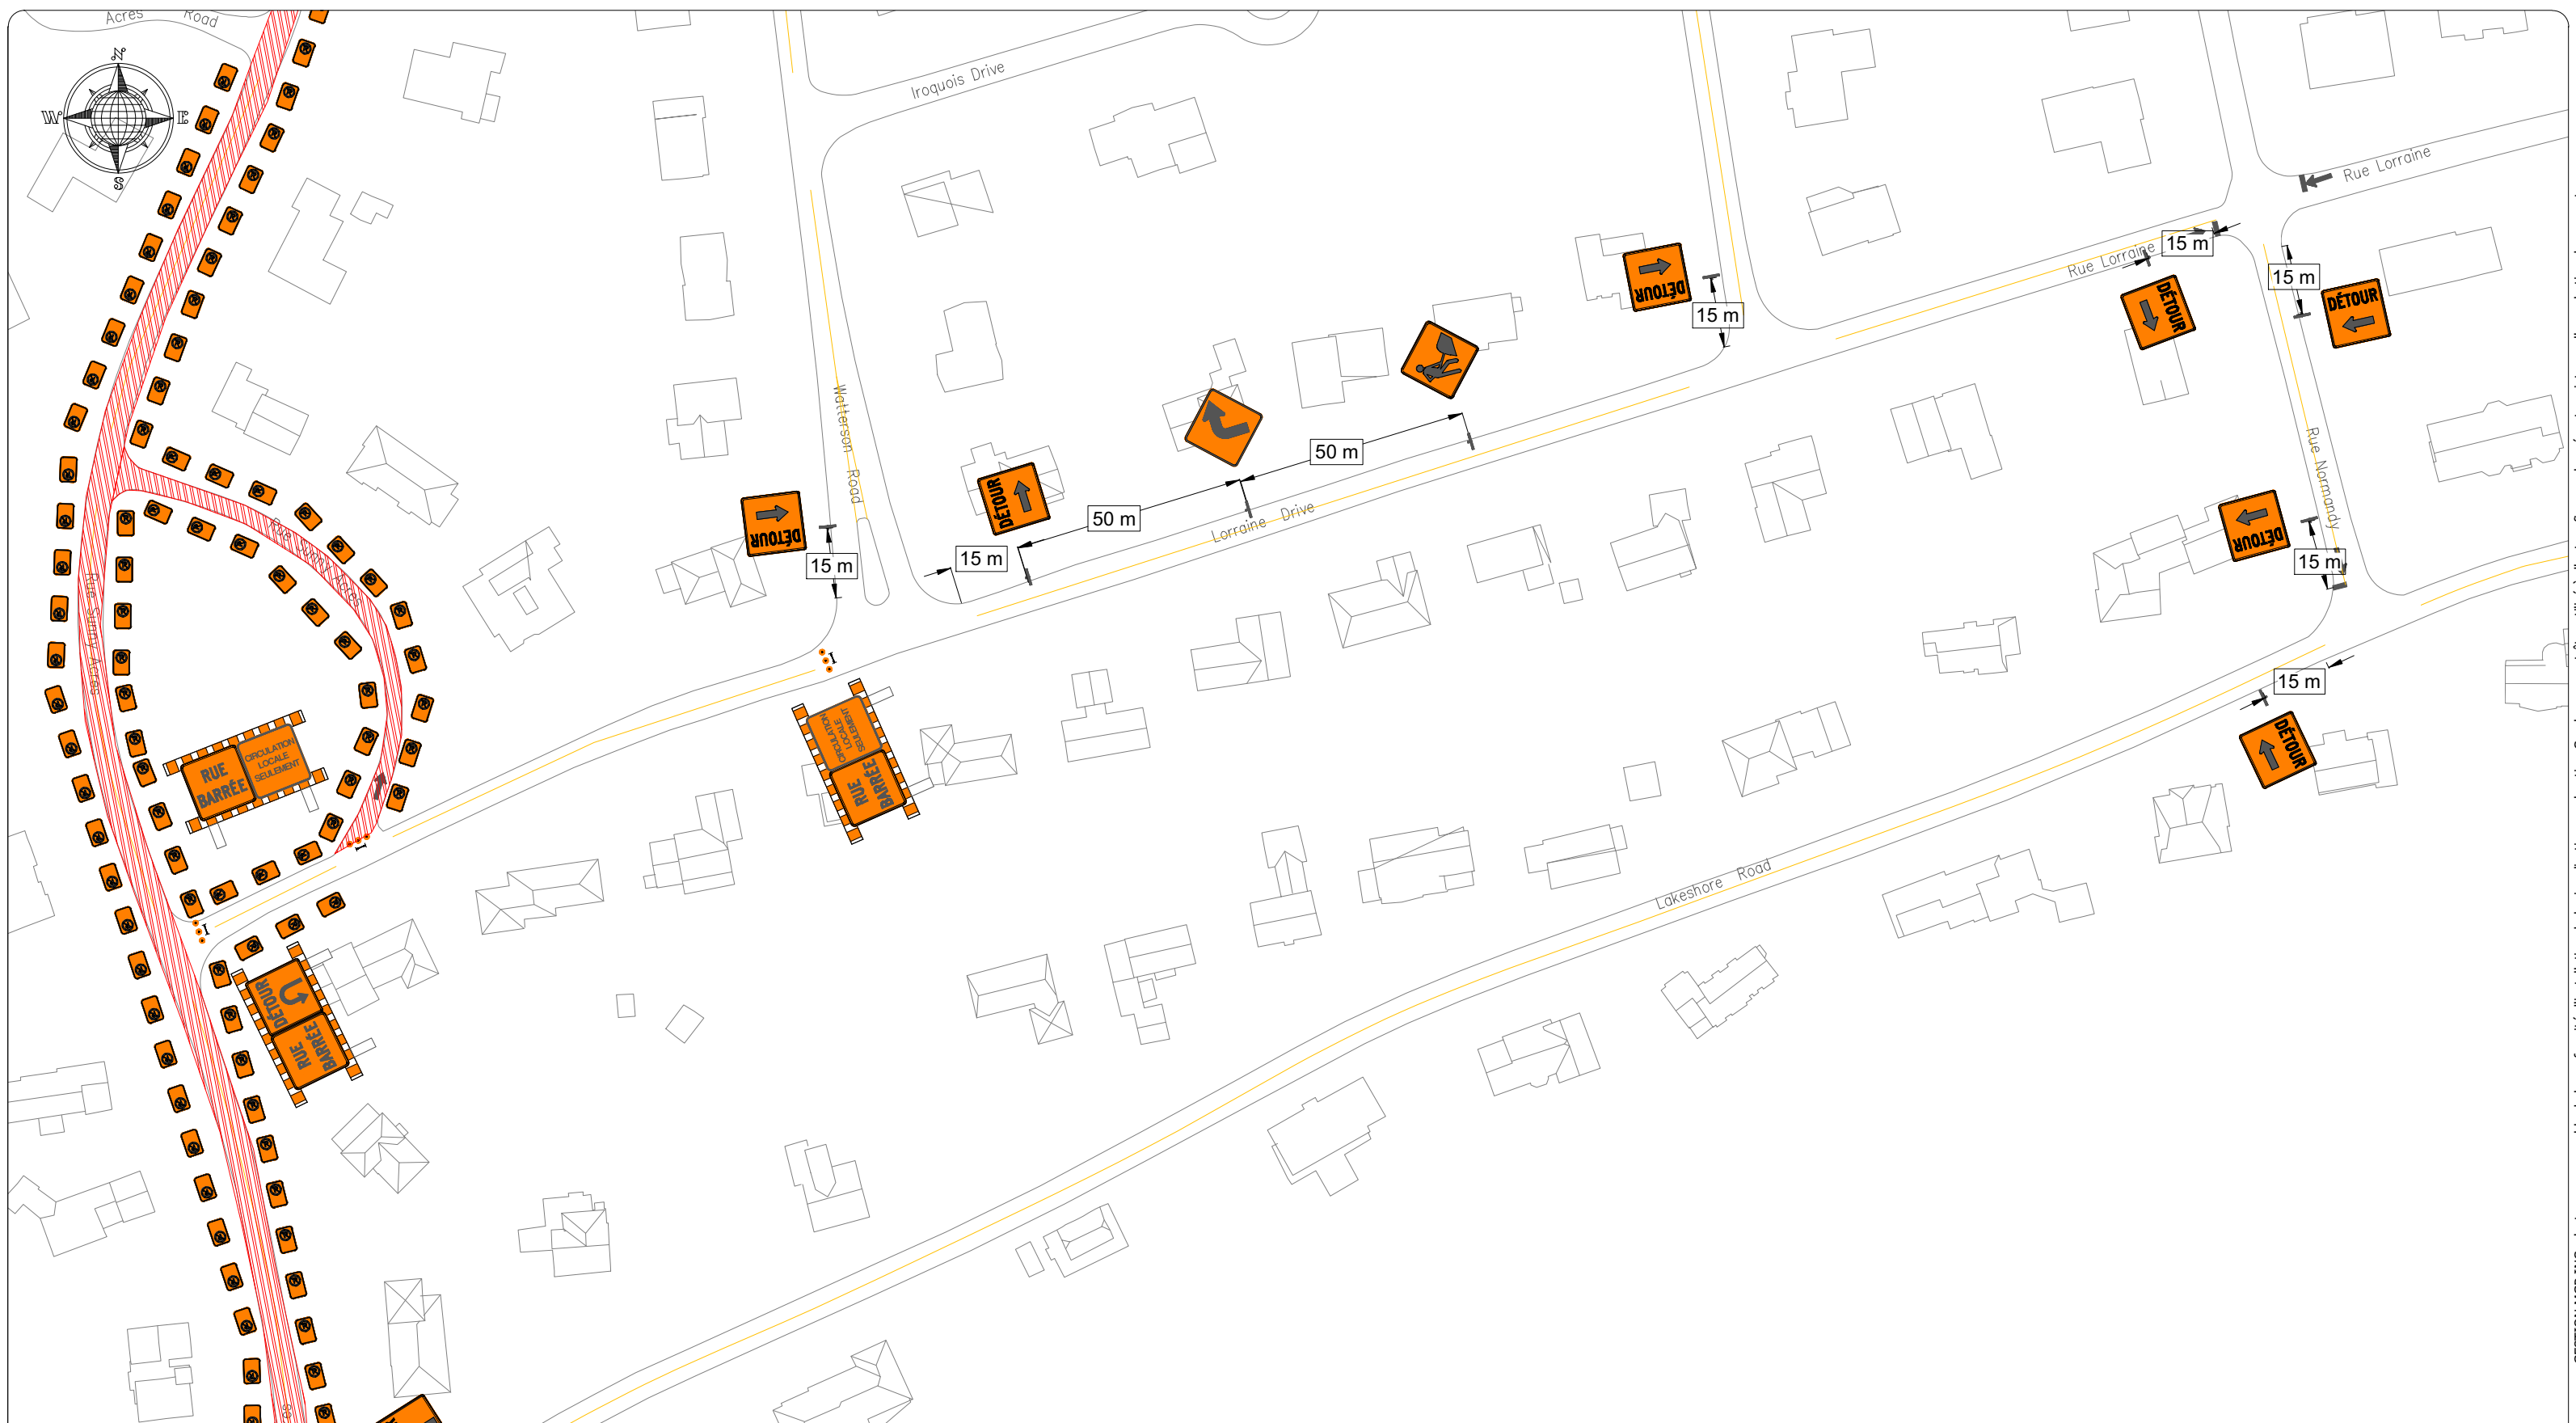 Acres Road
N
W
E
S
Iroquois Drive
Rue Lorraine
Rue Lorraine
15 m
15 m
DÉTOUR
DÉTOUR
DÉTOUR
15 m
Watterson Road
50 m
DÉTOUR
50 m
Lorraine Drive
Rue Normandy
DÉTOUR
DÉTOUR
15 m
15 m
15 m
Rue Sunny Acres
Rue Sunny Acres
15 m
DÉTOUR
RUE
BARRÉE
CIRCULATION
LOCALE
SEULEMENT
CIRCULATION
LOCALE
SEULEMENT
RUE
BARRÉE
Lakeshore Road
DÉTOUR
RUE
BARRÉE